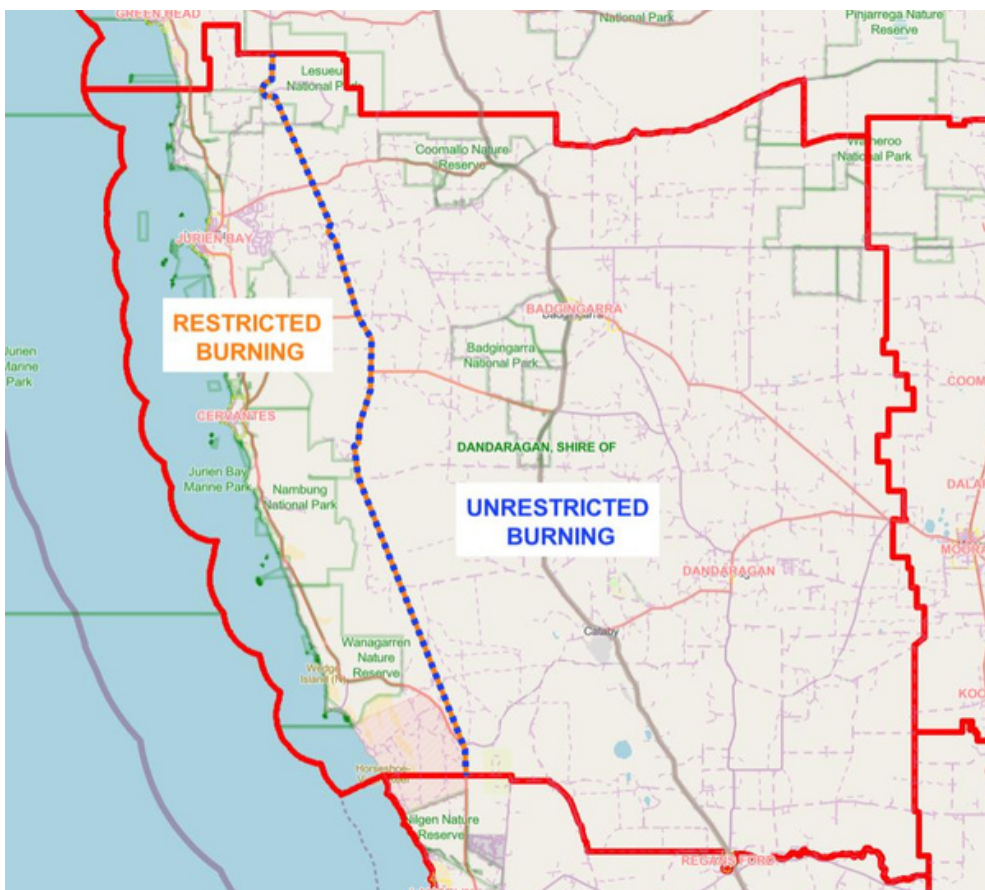 GREEN HEAD
National Park
Pinjarrega Nature
Reserve
Lesueur
National Park
Coomallo Nature
Reserve
Watheroo
National Park
JURIEN BAY
RESTRICTED
BURNING
BADGINGARRA
Badgingarra
National Park
Jurien
Marine
Park
COOM
CERVANTES
DANDARAGAN, SHIRE OF
Jurien Bay
Marine Park
Nambung
National Park
UNRESTRICTED
BURNING
DALA
MOORA
DANDARAGAN
Cataby
Wanagarren
Nature
Reserve
Wedge
Island (N)
KOO
Nilgen Nature
Reserve
REGANS FORD